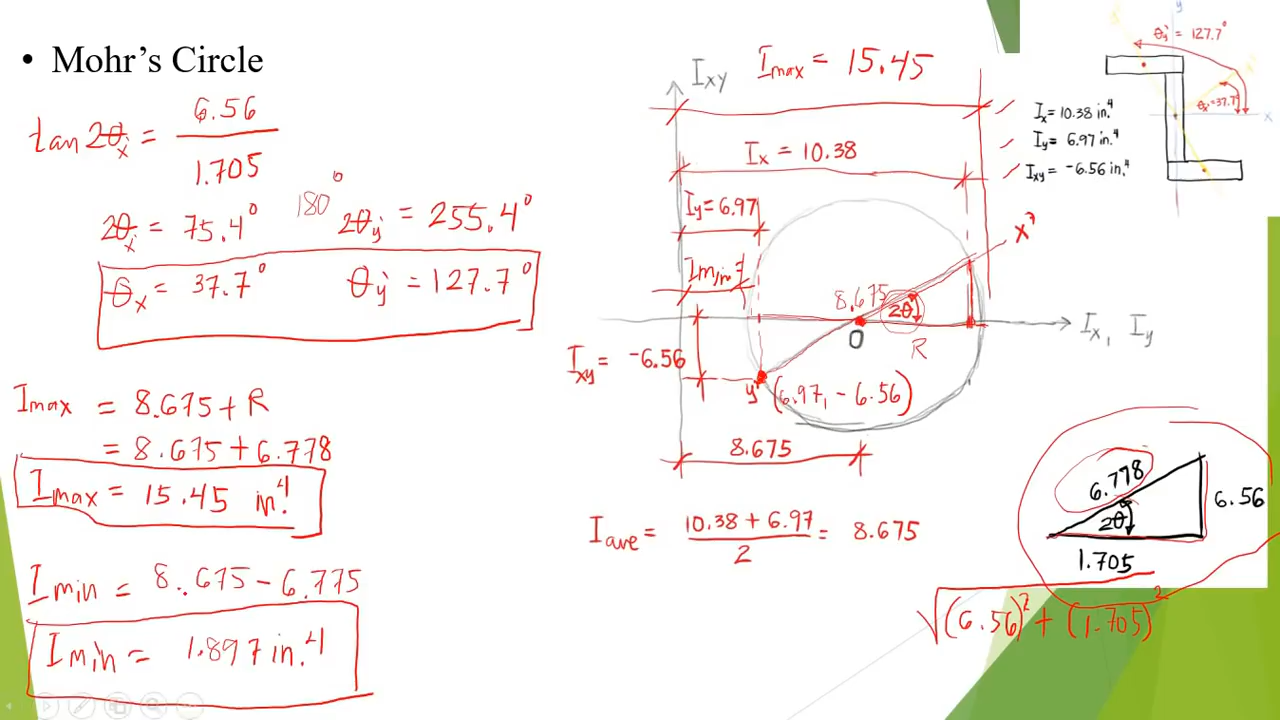 • Mohr's Circle
tan 2θx = 6.56 / 1.705
2θx = 75.4° 180° 2θy' = 255.4°
θx = 37.7° θy' = 127.7°
Imax = 8.675 + R
= 8.675 + 6.778
Imax = 15.45 in.4
Imin = 8.675 - 6.775
Imin = 1.897 in.4
Ixy
Imax = 15.45
Ix = 10.38
Iy = 6.97
Imin =
x'
8.675
2θ
O
R
Ix, Iy
Ixy = -6.56
y' (6.97, -6.56)
8.675
Iave = 10.38 + 6.97 / 2 = 8.675
Ix = 10.38 in.4
Iy = 6.97 in.4
Ixy = -6.56 in.4
y
θy' = 127.7°
θx' = 37.7°
x
6.778
6.56
2θ
1.705
√(6.56)2 + (1.705)2